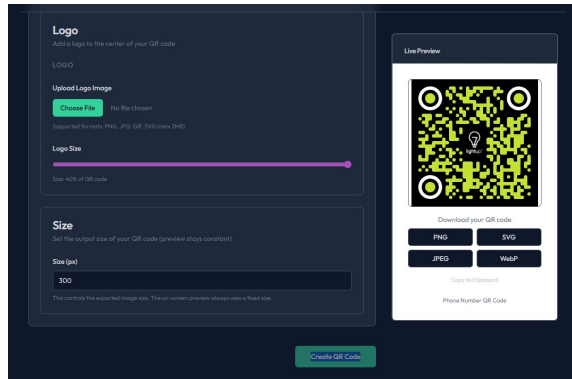 Logo
Add a logo to the center of your QR code
LOGO
Upload Logo Image
Choose File No file chosen
Supported formats: PNG, JPG, GIF, SVG (max 2MB)
Logo Size
Size: 40% of QR code
Size
Set the output size of your QR code (preview stays constant)
Size (px)
300
This controls the exported image size. The on-screen preview always uses a fixed size.
Create QR Code
Live Preview
Download your QR code
PNG SVG
JPEG WebP
Copy to Clipboard
Phone Number QR Code